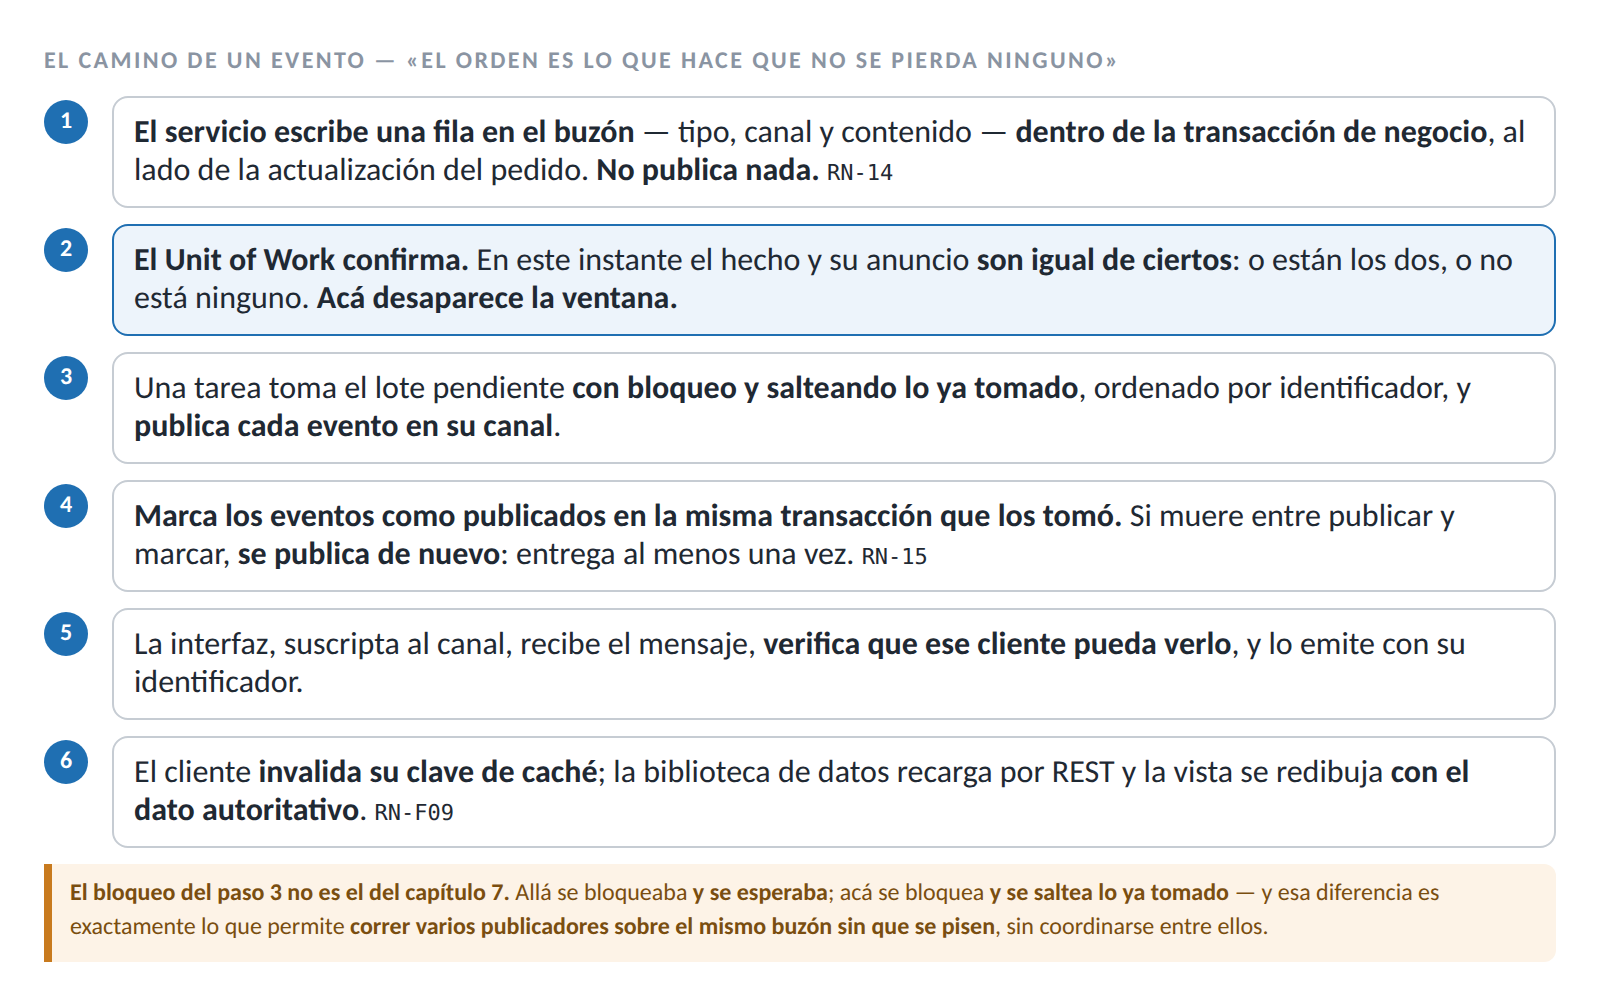 EL CAMINO DE UN EVENTO — «EL ORDEN ES LO QUE HACE QUE NO SE PIERDA NINGUNO»
1
El servicio escribe una fila en el buzón — tipo, canal y contenido — dentro de la transacción de negocio, al
lado de la actualización del pedido. No publica nada. RN-14
2
El Unit of Work confirma. En este instante el hecho y su anuncio son igual de ciertos: o están los dos, o no
está ninguno. Acá desaparece la ventana.
3
Una tarea toma el lote pendiente con bloqueo y salteando lo ya tomado, ordenado por identificador, y
publica cada evento en su canal.
4
Marca los eventos como publicados en la misma transacción que los tomó. Si muere entre publicar y
marcar, se publica de nuevo: entrega al menos una vez. RN-15
5
La interfaz, suscripta al canal, recibe el mensaje, verifica que ese cliente pueda verlo, y lo emite con su
identificador.
6
El cliente invalida su clave de caché; la biblioteca de datos recarga por REST y la vista se redibuja con el
dato autoritativo. RN-F09
El bloqueo del paso 3 no es el del capítulo 7. Allá se bloqueaba y se esperaba; acá se bloquea y se saltea lo ya tomado — y esa diferencia es
exactamente lo que permite correr varios publicadores sobre el mismo buzón sin que se pisen, sin coordinarse entre ellos.